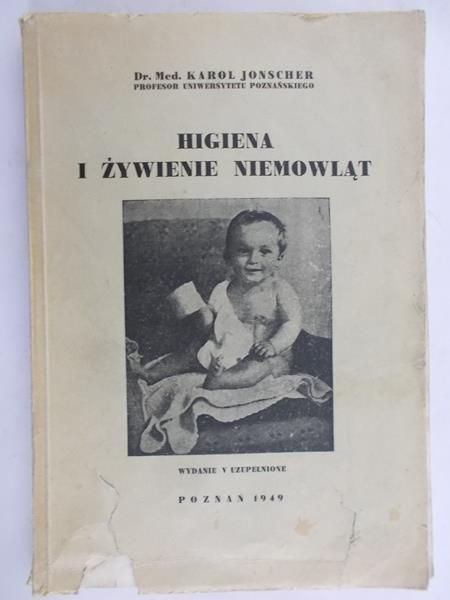 Dr. Med. KAROL JONSCHER
PROFESOR UNIWERSYTETU POZNAŃSKIEGO
HIGIENA
I ŻYWIENIE NIEMOWLĄT
WYDANIE V UZUPEŁNIONE
POZNAŃ 1949